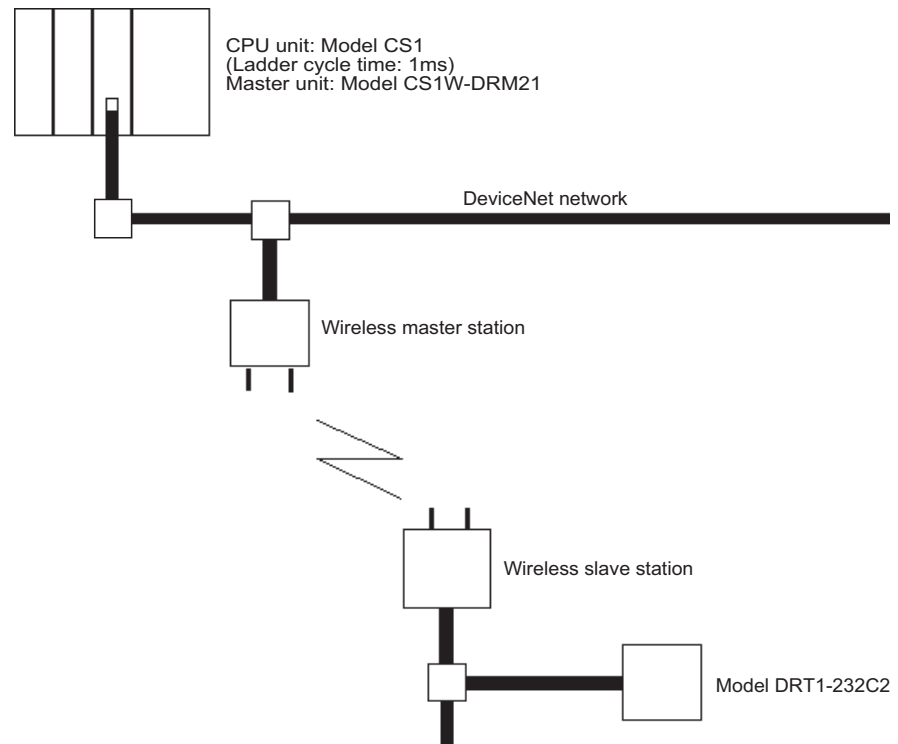 CPU unit: Model CS1
(Ladder cycle time: 1ms)
Master unit: Model CS1W-DRM21
DeviceNet network
Wireless master station
Wireless slave station
Model DRT1-232C2